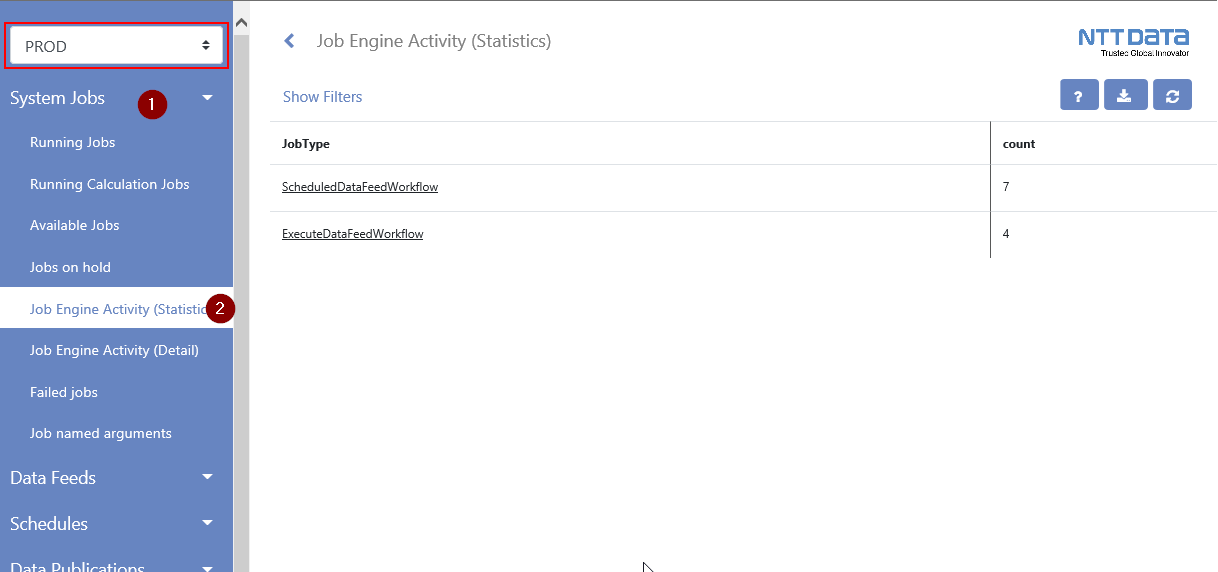 PROD
System Jobs
1
Running Jobs
Running Calculation Jobs
Available Jobs
Jobs on hold
Job Engine Activity (Statistic
2
Job Engine Activity (Detail)
Failed jobs
Job named arguments
Data Feeds
Schedules
Data Publications
Job Engine Activity (Statistics)
NTT DATA
Trusted Global Innovator
Show Filters
?
JobType count
ScheduledDataFeedWorkflow 7
ExecuteDataFeedWorkflow 4